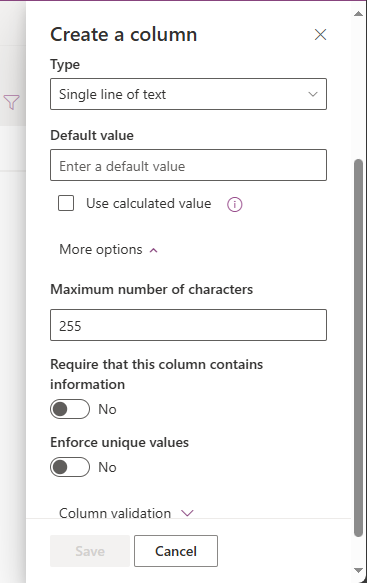 Create a column
Type
Single line of text
Default value
Enter a default value
Use calculated value
More options
Maximum number of characters
255
Require that this column contains
information
No
Enforce unique values
No
Column validation
Save
Cancel